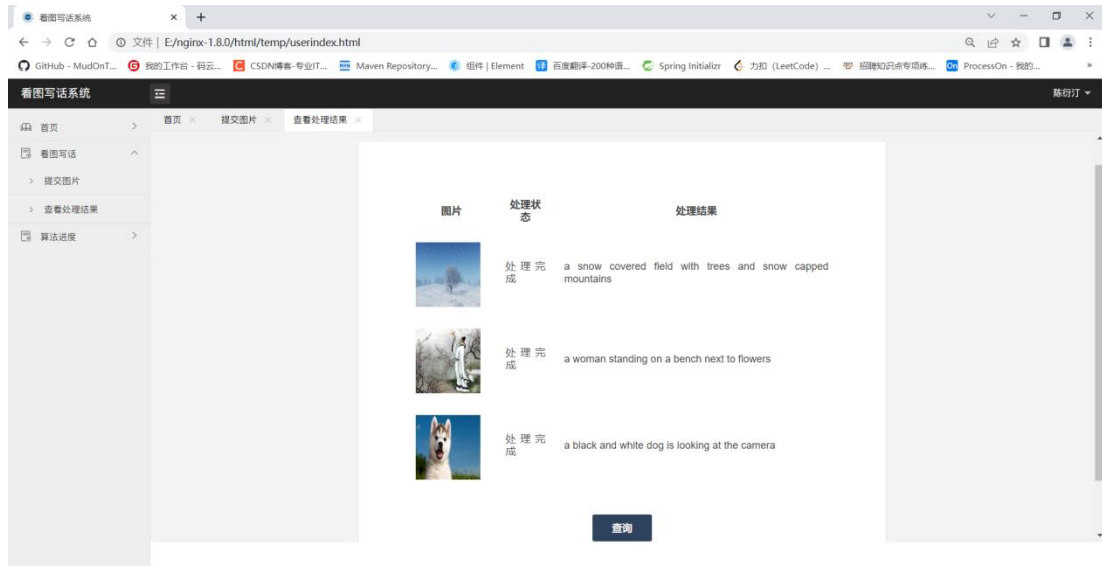 看图写话系统
文件 | E:/nginx-1.8.0/html/temp/userindex.html
GitHub - MudOnT... 我的工作台 - 码云... CSDN博客-专业IT... Maven Repository... 组件 | Element 百度翻译-200种语... Spring Initializr 力扣 (LeetCode) ... 招聘知识点专项练... ProcessOn - 我的... »
看图写话系统 陈衍汀
首页 首页 提交图片 查看处理结果
看图写话
提交图片
查看处理结果
算法进度
图片 处理状 处理结果
态
处理完 a snow covered field with trees and snow capped
成 mountains
处理完 a woman standing on a bench next to flowers
成
处理完 a black and white dog is looking at the camera
成
查询